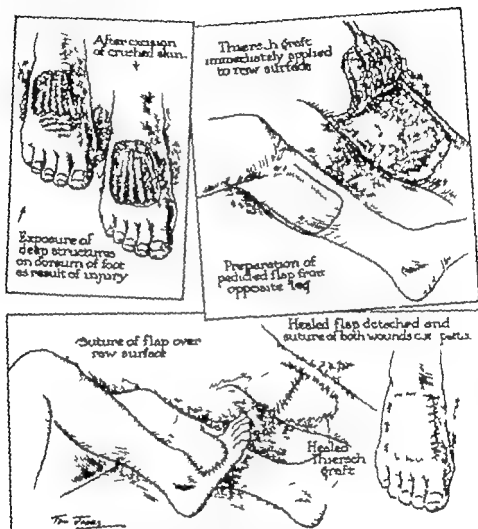 After excision
of crushed skin.
Exposure of
deep structures
on dorsum of foot
as result of injury
Thiersch graft
immediately applied
to raw surface
Preparation of
pedicled flap from
opposite leg
Suture of flap over
raw surface
Healed flap detached and
suture of both wounds
Healed
Thiersch
graft
Tom Jones